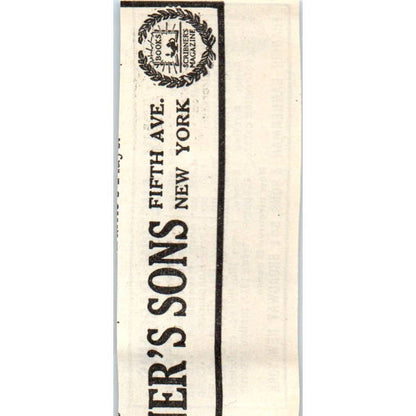 NER'S SONS
FIFTH AVE.
NEW YORK
BOOKS
SCRIBNER'S
MAGAZINE